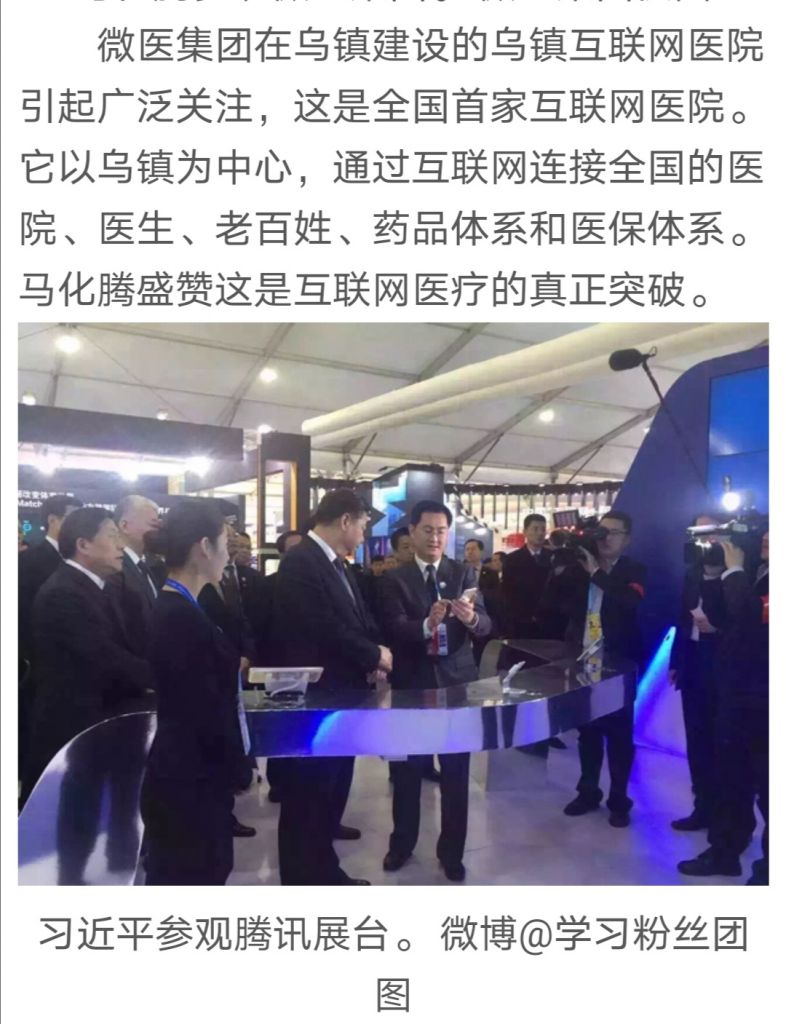 微医集团在乌镇建设的乌镇互联网医院
引起广泛关注，这是全国首家互联网医院。
它以乌镇为中心，通过互联网连接全国的医
院、医生、老百姓、药品体系和医保体系。
马化腾盛赞这是互联网医疗的真正突破。
改变
Match
习近平参观腾讯展台。微博@学习粉丝团
图